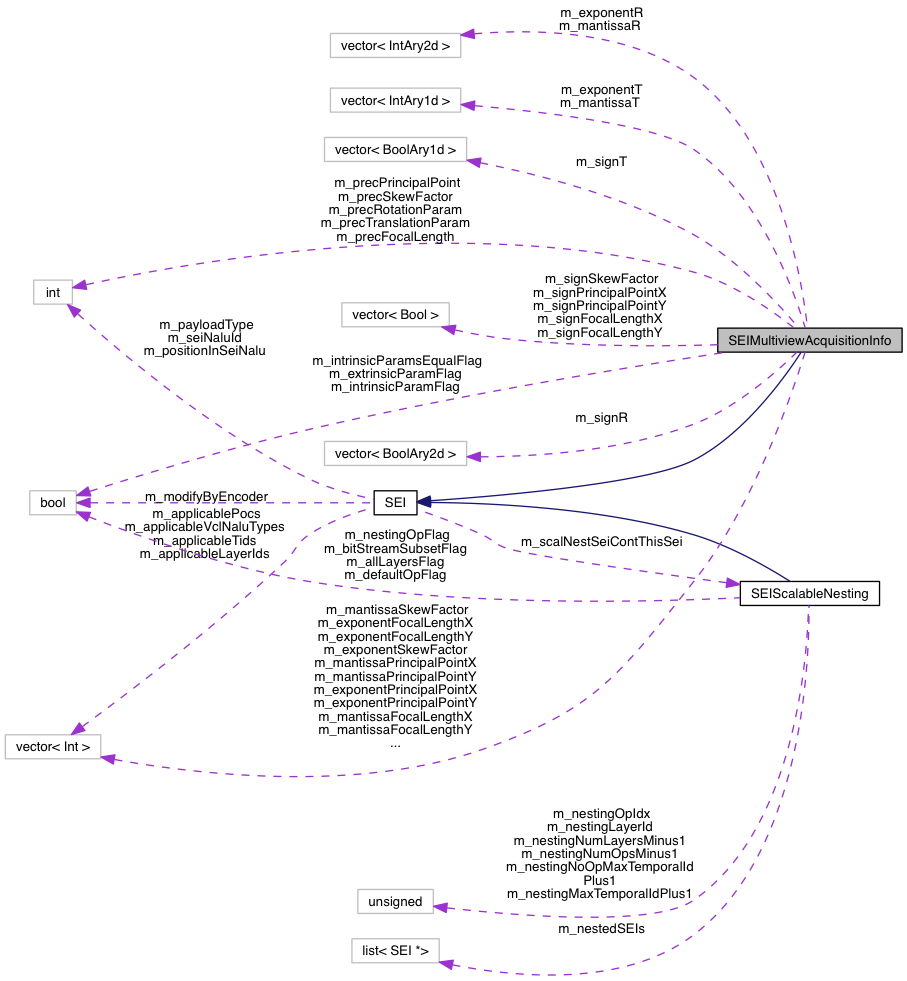 m_exponentR
m_mantissaR
vector< IntAry2d >
m_exponentT
m_mantissaT
vector< IntAry1d >
vector< BoolAry1d >
m_signT
m_precPrincipalPoint
m_precSkewFactor
m_precRotationParam
m_precTranslationParam
m_precFocalLength
int
m_signSkewFactor
m_signPrincipalPointX
m_signPrincipalPointY
m_signFocalLengthX
m_signFocalLengthY
vector< Bool >
m_payloadType
m_seiNaluId
m_positionInSeiNalu
SEIMultiviewAcquisitionInfo
m_intrinsicParamsEqualFlag
m_extrinsicParamFlag
m_intrinsicParamFlag
m_signR
vector< BoolAry2d >
bool
m_modifyByEncoder
SEI
m_applicablePocs
m_applicableVclNaluTypes
m_applicableTids
m_applicableLayerIds
m_nestingOpFlag
m_bitStreamSubsetFlag
m_allLayersFlag
m_defaultOpFlag
m_scalNestSeiContThisSei
SEIScalableNesting
m_mantissaSkewFactor
m_exponentFocalLengthX
m_exponentFocalLengthY
m_exponentSkewFactor
m_mantissaPrincipalPointX
m_mantissaPrincipalPointY
m_exponentPrincipalPointX
m_exponentPrincipalPointY
m_mantissaFocalLengthX
m_mantissaFocalLengthY
...
vector< Int >
m_nestingOpIdx
m_nestingLayerId
m_nestingNumLayersMinus1
m_nestingNumOpsMinus1
m_nestingNoOpMaxTemporalId
Plus1
m_nestingMaxTemporalIdPlus1
unsigned
m_nestedSEIs
list< SEI *>